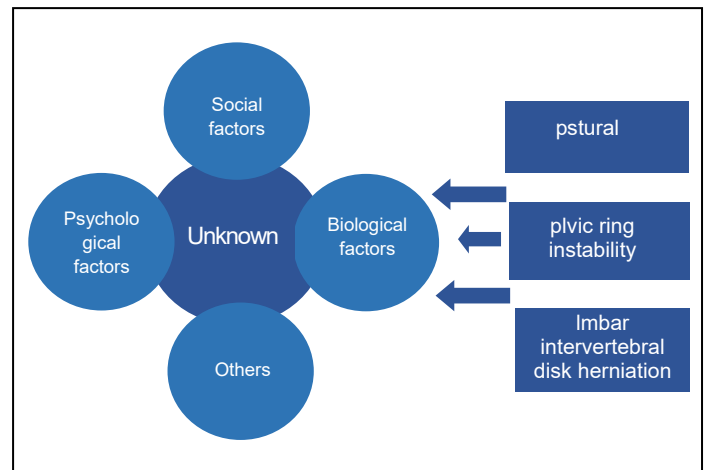 Social
factors
Psycholo
gical
factors
Unknown
Biological
factors
Others
pstural
plvic ring
instability
lmbar
intervertebral
disk herniation